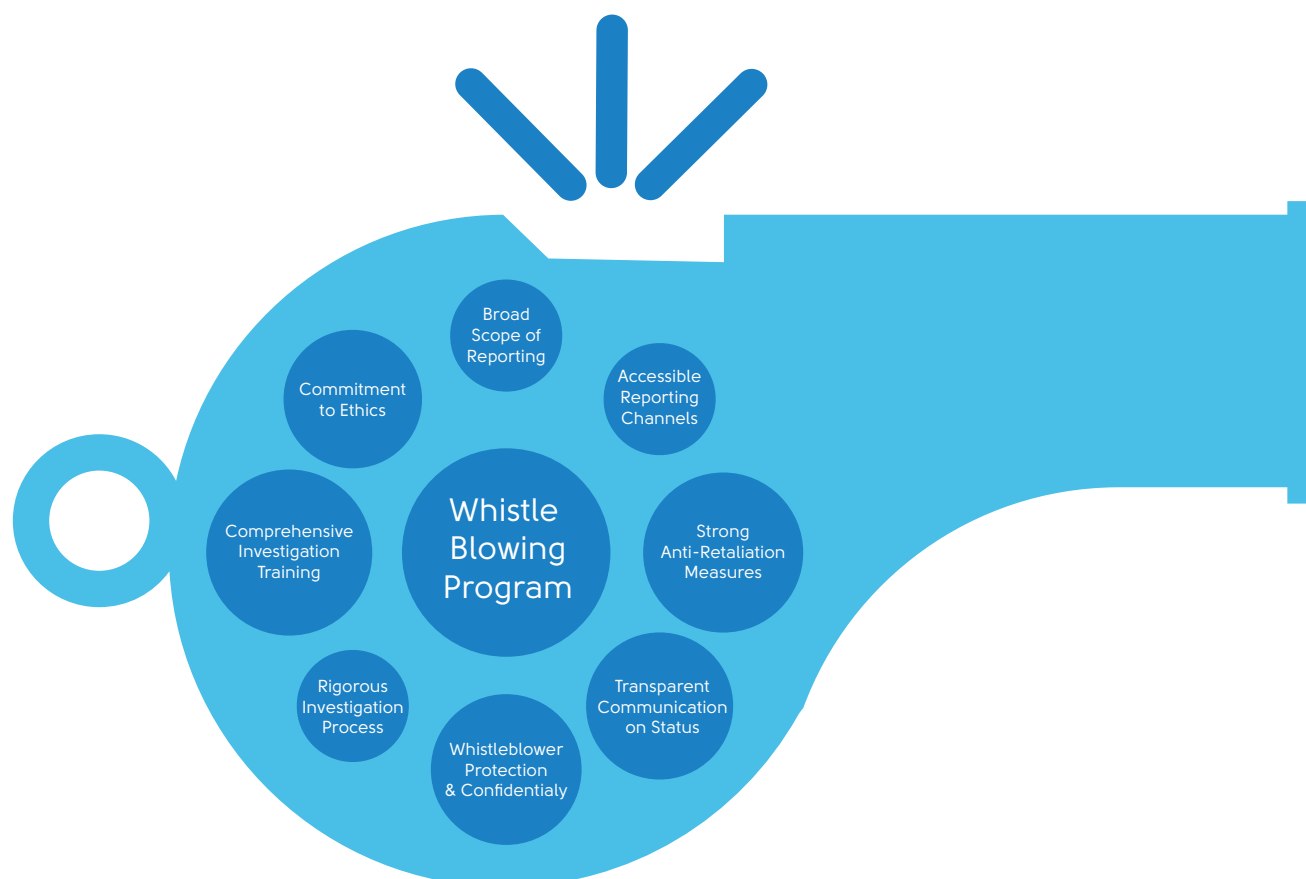 Broad
Scope of
Reporting
Accessible
Reporting
Channels
Commitment
to Ethics
Whistle
Blowing
Program
Comprehensive
Investigation
Training
Strong
Anti-Retaliation
Measures
Rigorous
Investigation
Process
Transparent
Communication
on Status
Whistleblower
Protection
& Confidentialy